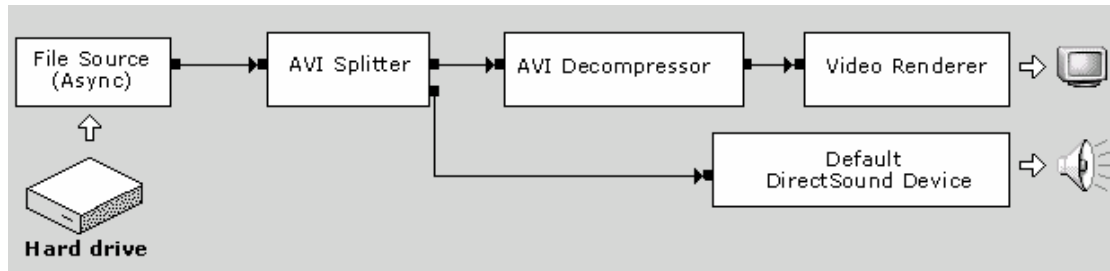 File Source
(Async)
AVI Splitter
AVI Decompressor
Video Renderer
Default
DirectSound Device
Hard drive